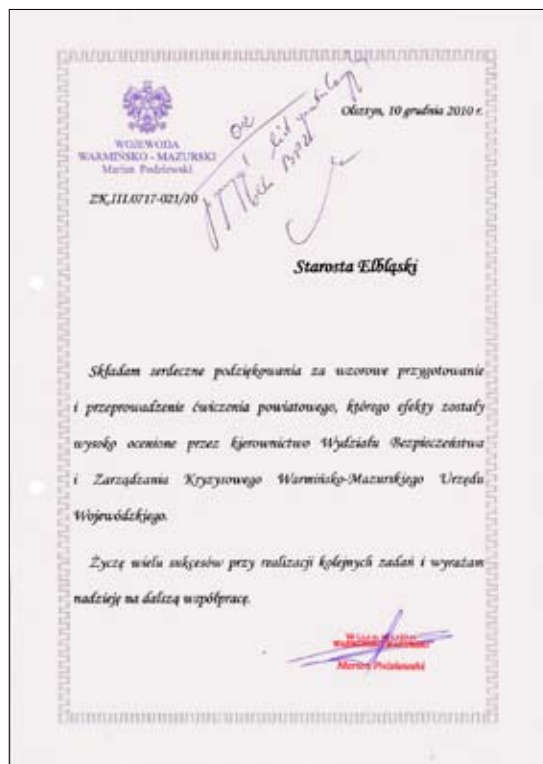 Olsztyn, 10 grudnia 2010 r.
WOJEWODA
WARMIŃSKO - MAZURSKI
Marian Podziewski
ZK.III.0717-021/10
Starosta Elbląski
Składam serdeczne podziękowania za wzorowe przygotowanie
i przeprowadzenie ćwiczenia powiatowego, którego efekty zostały
wysoko ocenione przez kierownictwo Wydziału Bezpieczeństwa
i Zarządzania Kryzysowego Warmińsko-Mazurskiego Urzędu
Wojewódzkiego.
Życzę wielu sukcesów przy realizacji kolejnych zadań i wyrażam
nadzieję na dalszą współpracę.
WARMIŃSKO-MAZURSKI
Marian Podziewski